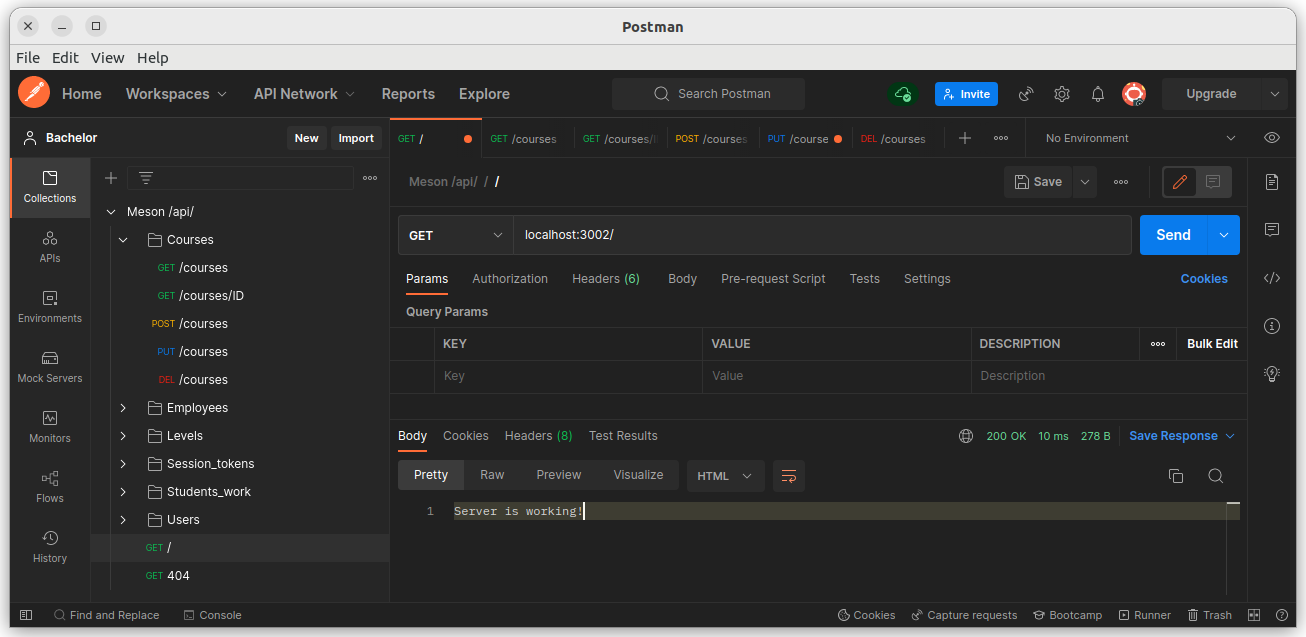 Postman
File Edit View Help
Home Workspaces API Network Reports Explore Search Postman Invite Upgrade
Bachelor New Import
GET / GET /courses GET /courses/I POST /courses PUT /course DEL /courses No Environment
Collections
APIs
Environments
Mock Servers
Monitors
Flows
History
Meson /api/
Courses
GET /courses
GET /courses/ID
POST /courses
PUT /courses
DEL /courses
Employees
Levels
Session_tokens
Students_work
Users
GET /
GET 404
Meson /api/ / / Save
GET localhost:3002/ Send
Params Authorization Headers (6) Body Pre-request Script Tests Settings Cookies
Query Params
KEY VALUE DESCRIPTION Bulk Edit
Key Value Description
Body Cookies Headers (8) Test Results 200 OK 10 ms 278 B Save Response
Pretty Raw Preview Visualize HTML
1 Server is working!
Find and Replace Console Cookies Capture requests Bootcamp Runner Trash